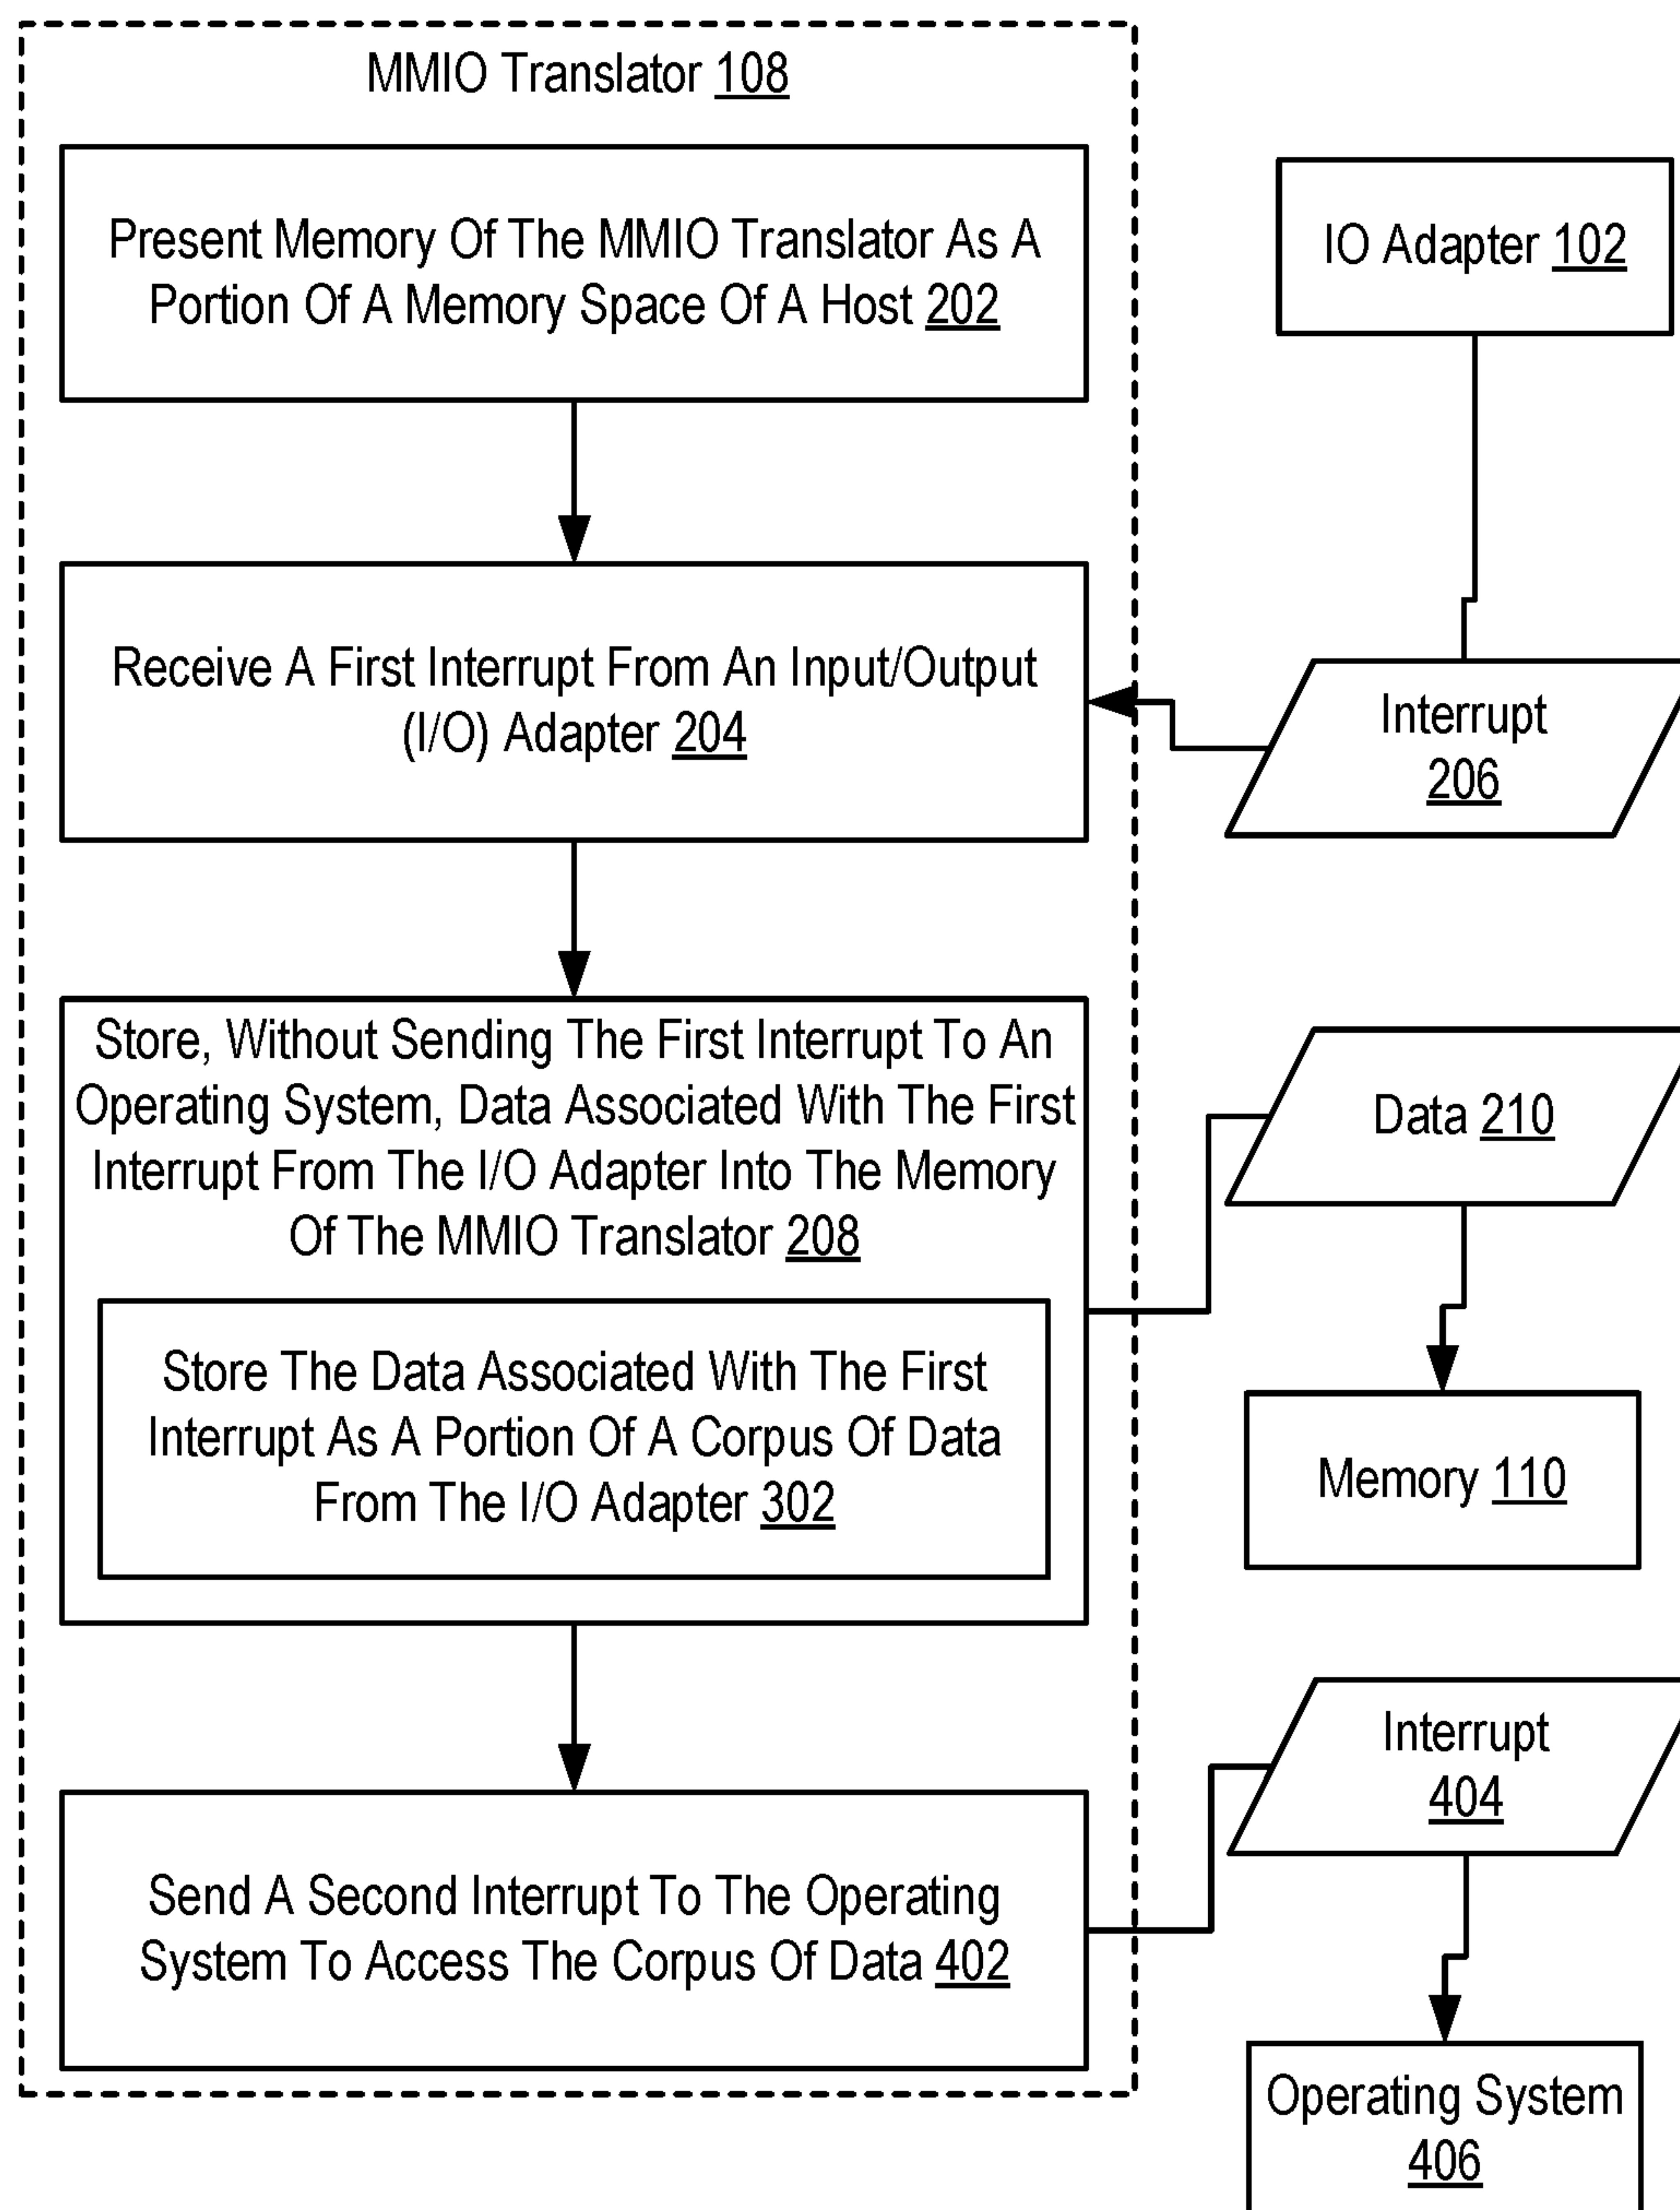 MMIO Translator 108
Present Memory Of The MMIO Translator As A
Portion Of A Memory Space Of A Host 202
IO Adapter 102
Receive A First Interrupt From An Input/Output
(I/O) Adapter 204
Interrupt
206
Store, Without Sending The First Interrupt To An
Operating System, Data Associated With The First
Interrupt From The I/O Adapter Into The Memory
Of The MMIO Translator 208
Data 210
Store The Data Associated With The First
Interrupt As A Portion Of A Corpus Of Data
From The I/O Adapter 302
Memory 110
Interrupt
404
Send A Second Interrupt To The Operating
System To Access The Corpus Of Data 402
Operating System
406